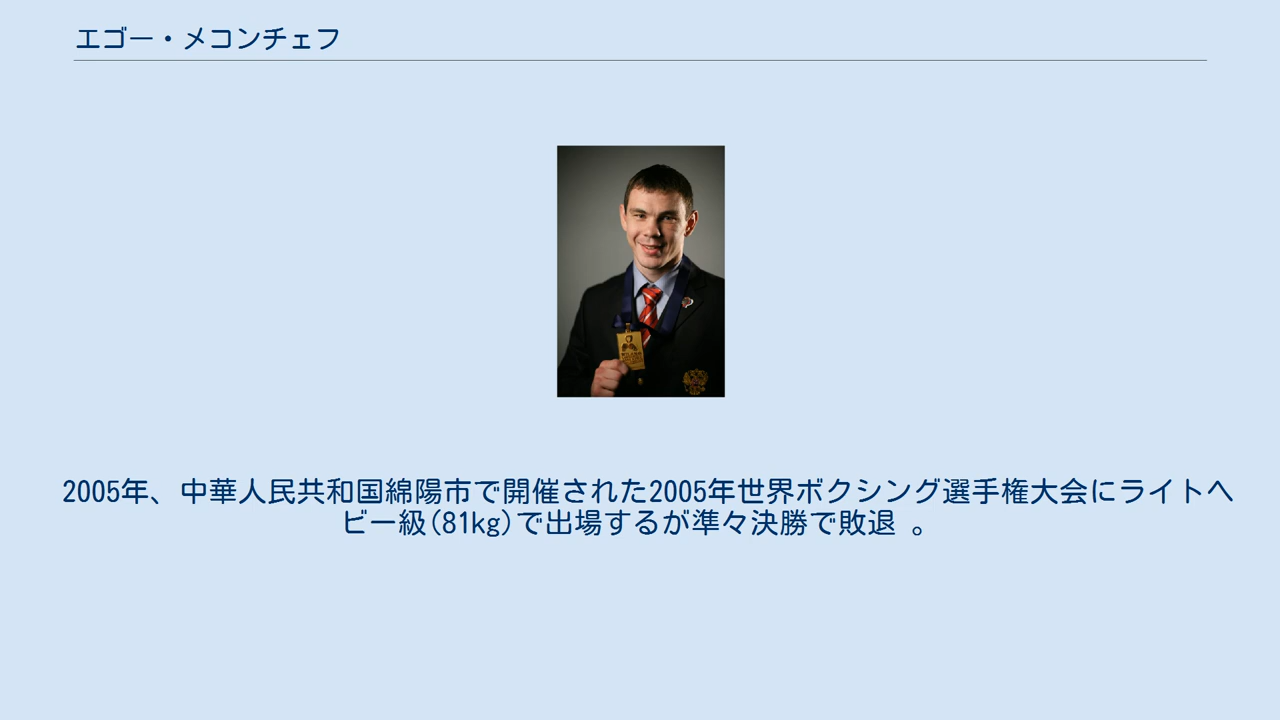 エゴー・メコンチェフ
2005年、中華人民共和国綿陽市で開催された2005年世界ボクシング選手権大会にライトヘ
ビー級(81kg)で出場するが準々決勝で敗退 。